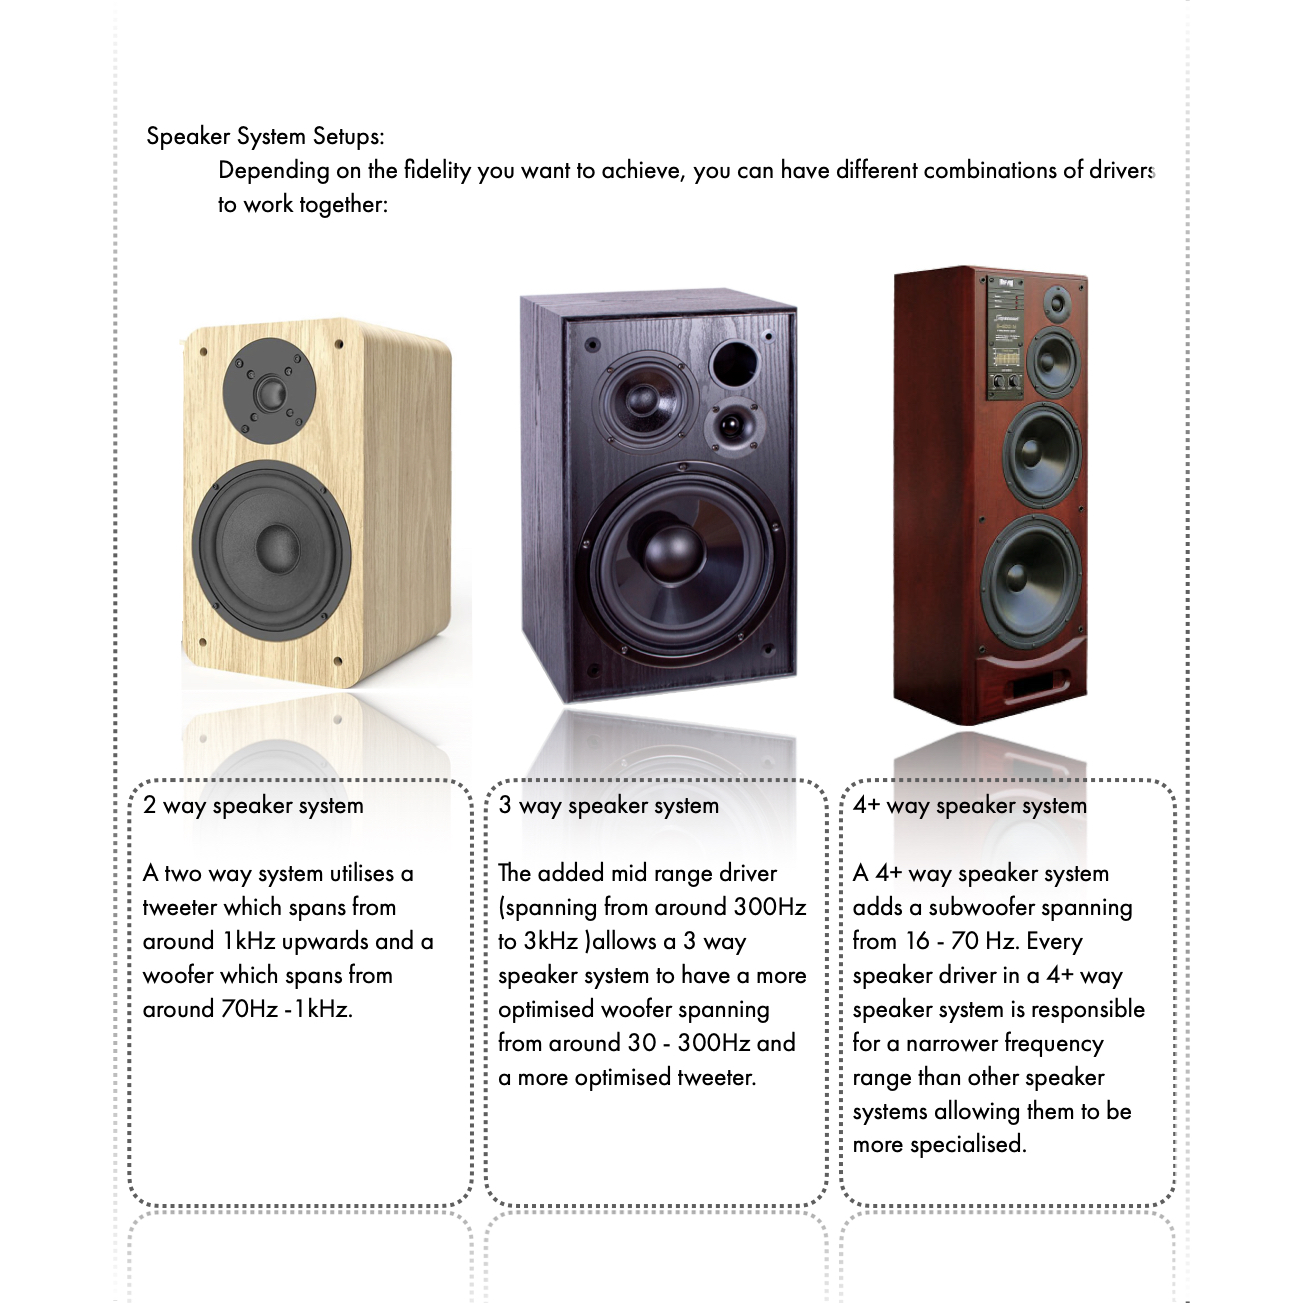 Speaker System Setups:
Depending on the fidelity you want to achieve, you can have different combinations of drivers
to work together:
2 way speaker system
A two way system utilises a
tweeter which spans from
around 1kHz upwards and a
woofer which spans from
around 70Hz -1kHz.
3 way speaker system
The added mid range driver
(spanning from around 300Hz
to 3kHz )allows a 3 way
speaker system to have a more
optimised woofer spanning
from around 30 - 300Hz and
a more optimised tweeter.
4+ way speaker system
A 4+ way speaker system
adds a subwoofer spanning
from 16 - 70 Hz. Every
speaker driver in a 4+ way
speaker system is responsible
for a narrower frequency
range than other speaker
systems allowing them to be
more specialised.